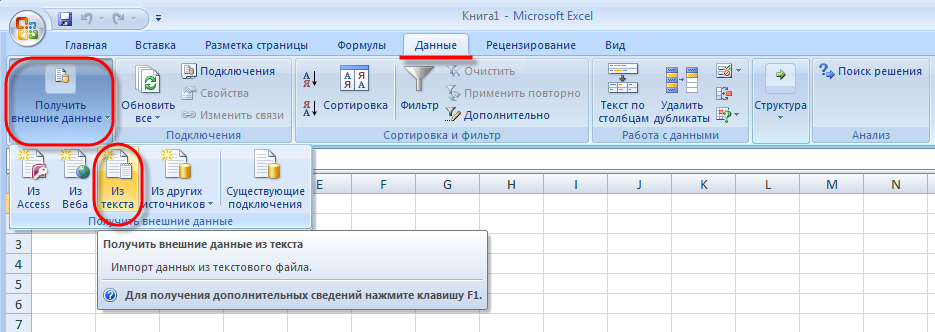 Книга1 - Microsoft Excel
Главная Вставка Разметка страницы Формулы Данные Рецензирование Вид
Получить
внешние данные
Обновить
все
Подключения
Свойства
Изменить связи
Подключения
Сортировка
Фильтр
Очистить
Применить повторно
Дополнительно
Сортировка и фильтр
Текст по
столбцам
Удалить
дубликаты
Работа с данными
Структура
Поиск решения
Анализ
Из
Access
Из
Веба
Из
текста
Из других
источников
Существующие
подключения
Получить внешние данные
E F G H I J K L M N
Получить внешние данные из текста
Импорт данных из текстового файла.
Для получения дополнительных сведений нажмите клавишу F1.
3
4
5
6
7